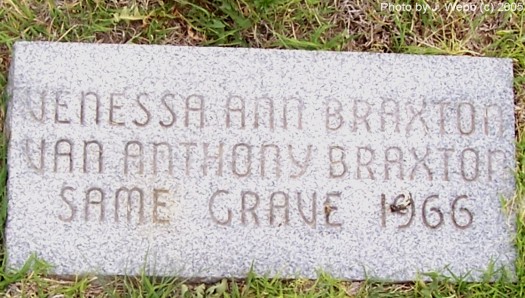 Photo by J. Webb (c) 2005
VENESSA ANN BRAXTON
VAN ANTHONY BRAXTON
SAME GRAVE 1966